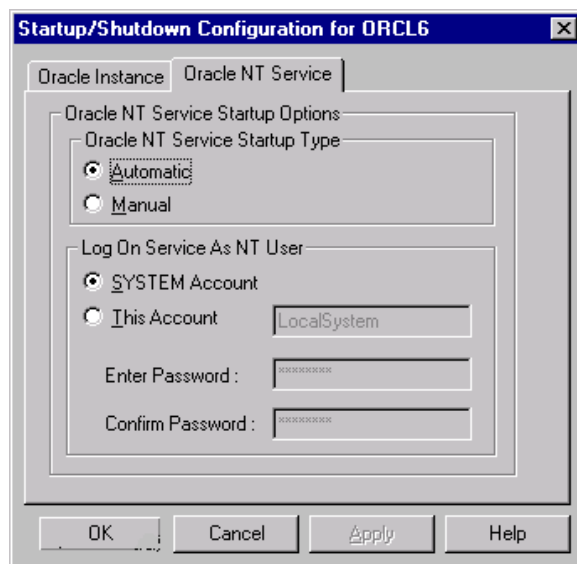 Startup/Shutdown Configuration for ORCL6
Oracle Instance
Oracle NT Service
Oracle NT Service Startup Options
Oracle NT Service Startup Type
Automatic
Manual
Log On Service As NT User
SYSTEM Account
This Account
LocalSystem
Enter Password :
********
Confirm Password :
********
OK
Cancel
Apply
Help